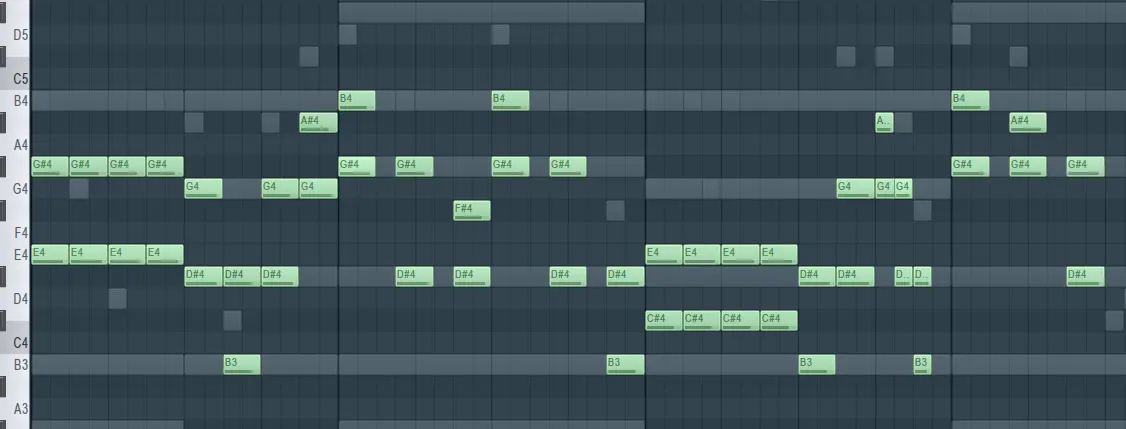 D5
C5
B4 B4 B4 B4
A#4 A.. A#4
A4
G#4 G#4 G#4 G#4 G#4 G#4 G#4 G#4 G#4 G#4 G#4
G4 G4 G4 G4 G4 G4 G4
F#4
F4
E4 E4 E4 E4 E4 E4 E4 E4 E4
D#4 D#4 D#4 D#4 D#4 D#4 D#4 D#4 D#4 D.. D.. D#4
D4
C#4 C#4 C#4 C#4
C4
B3 B3 B3 B3 B3
A3